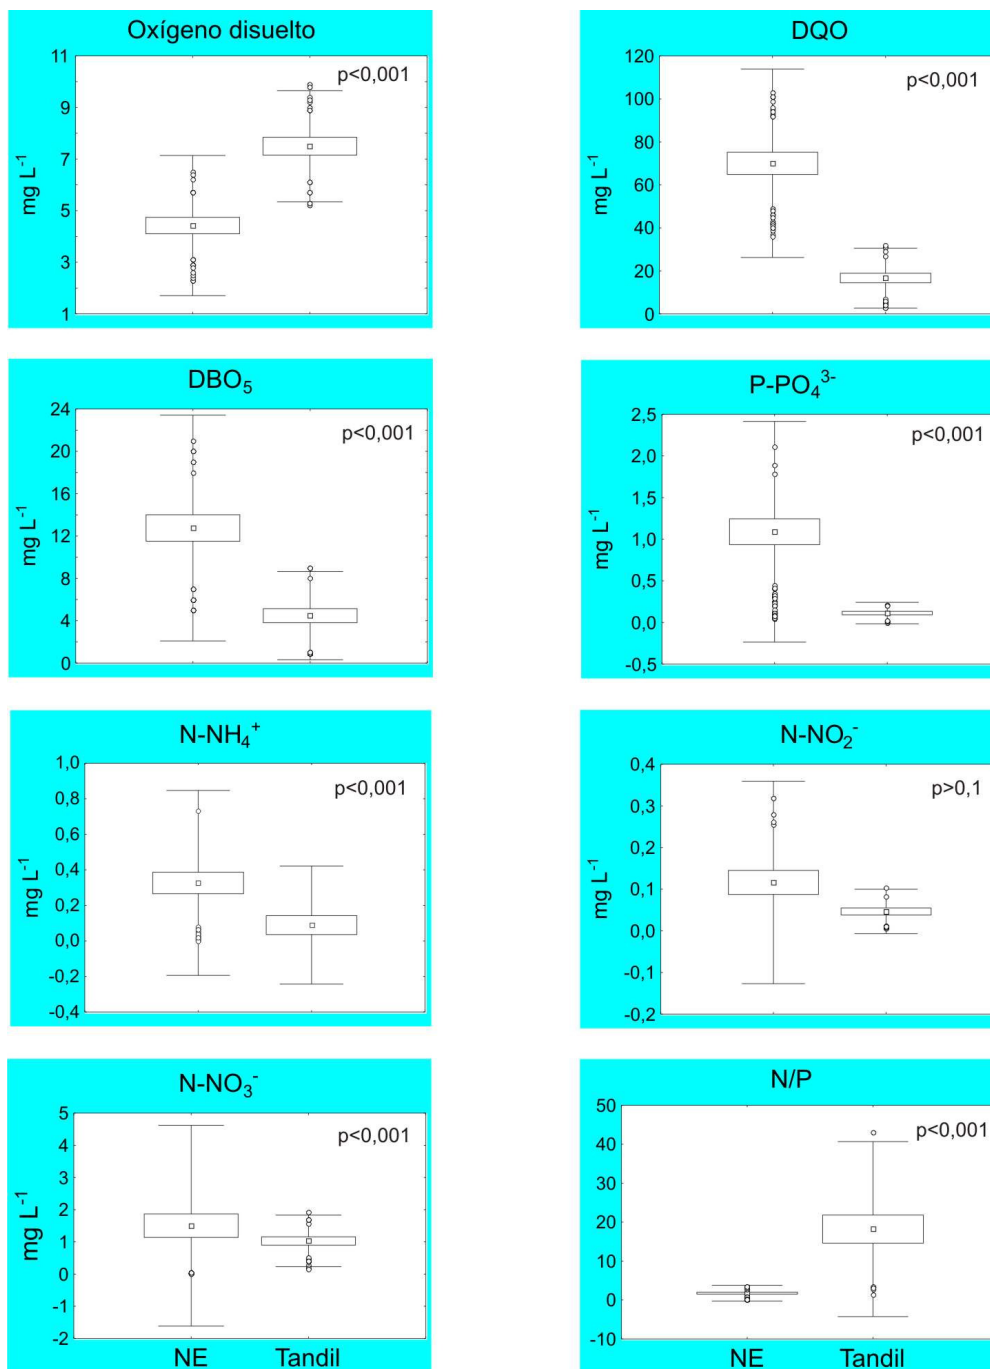 Oxígeno disuelto
p<0,001
11
9
7
5
3
1
mg L⁻¹
DQO
p<0,001
120
100
80
60
40
20
0
mg L⁻¹
DBO₅
p<0,001
24
20
16
12
8
4
0
mg L⁻¹
P-PO₄³⁻
p<0,001
2,5
2,0
1,5
1,0
0,5
0,0
-0,5
mg L⁻¹
N-NH₄⁺
p<0,001
1,0
0,8
0,6
0,4
0,2
0,0
-0,2
-0,4
mg L⁻¹
N-NO₂⁻
p>0,1
0,4
0,3
0,2
0,1
0,0
-0,1
-0,2
mg L⁻¹
N-NO₃⁻
p<0,001
5
4
3
2
1
0
-1
-2
mg L⁻¹
NE Tandil
N/P
p<0,001
50
40
30
20
10
0
-10
NE Tandil